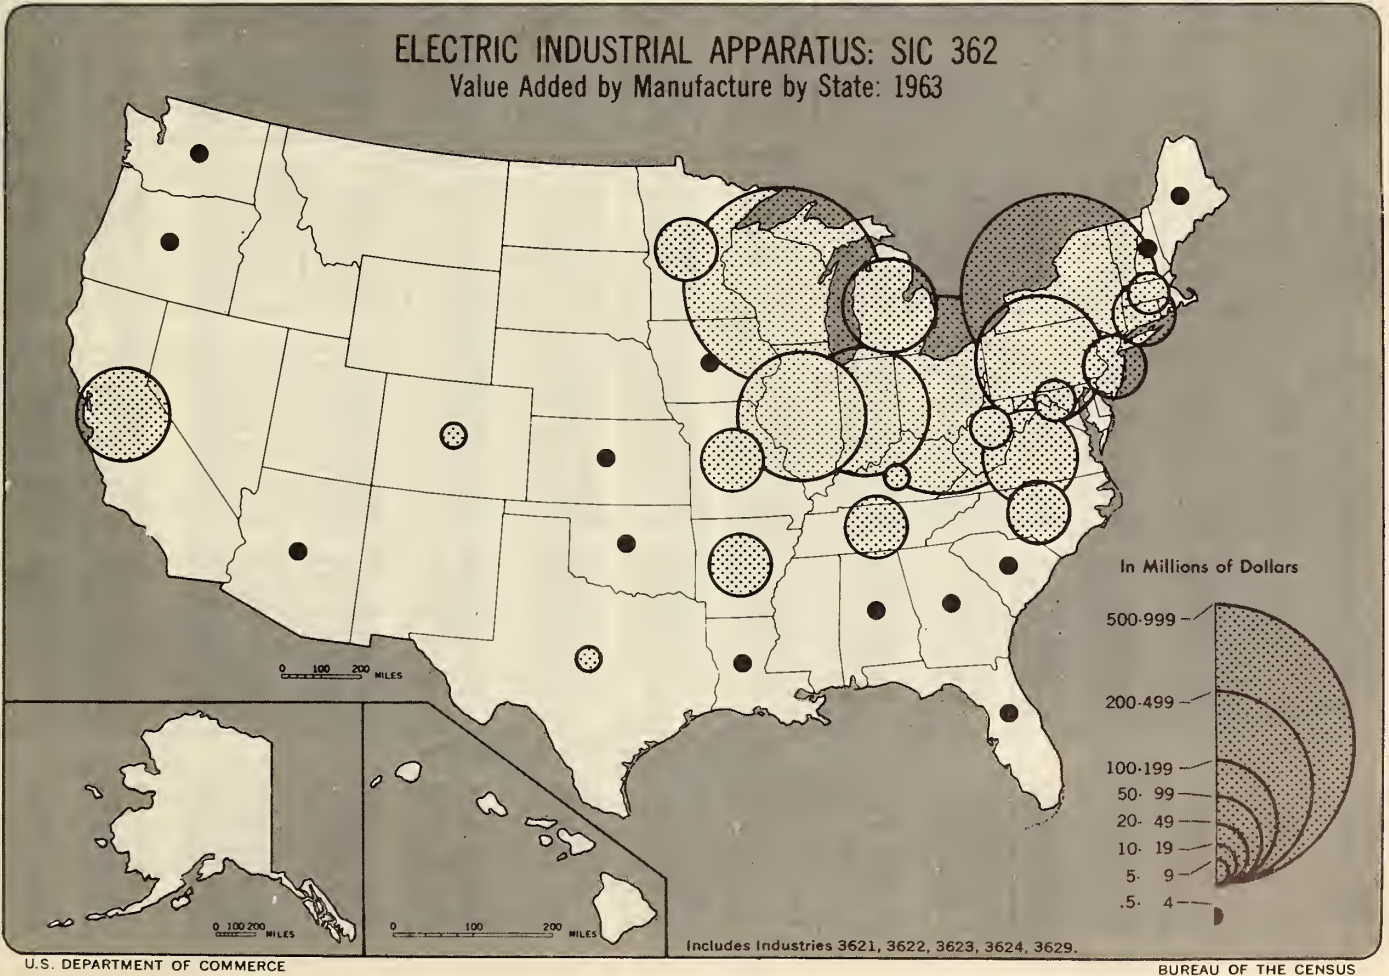 ELECTRIC INDUSTRIAL APPARATUS: SIC 362
Value Added by Manufacture by State: 1963
In Millions of Dollars
500-999
200-499
100-199
50- 99
20- 49
10- 19
5- 9
.5- 4
0 100 200 MILES
0 100 200 MILES
0 100 200 MILES
Includes Industries 3621, 3622, 3623, 3624, 3629.
U.S. DEPARTMENT OF COMMERCE
BUREAU OF THE CENSUS